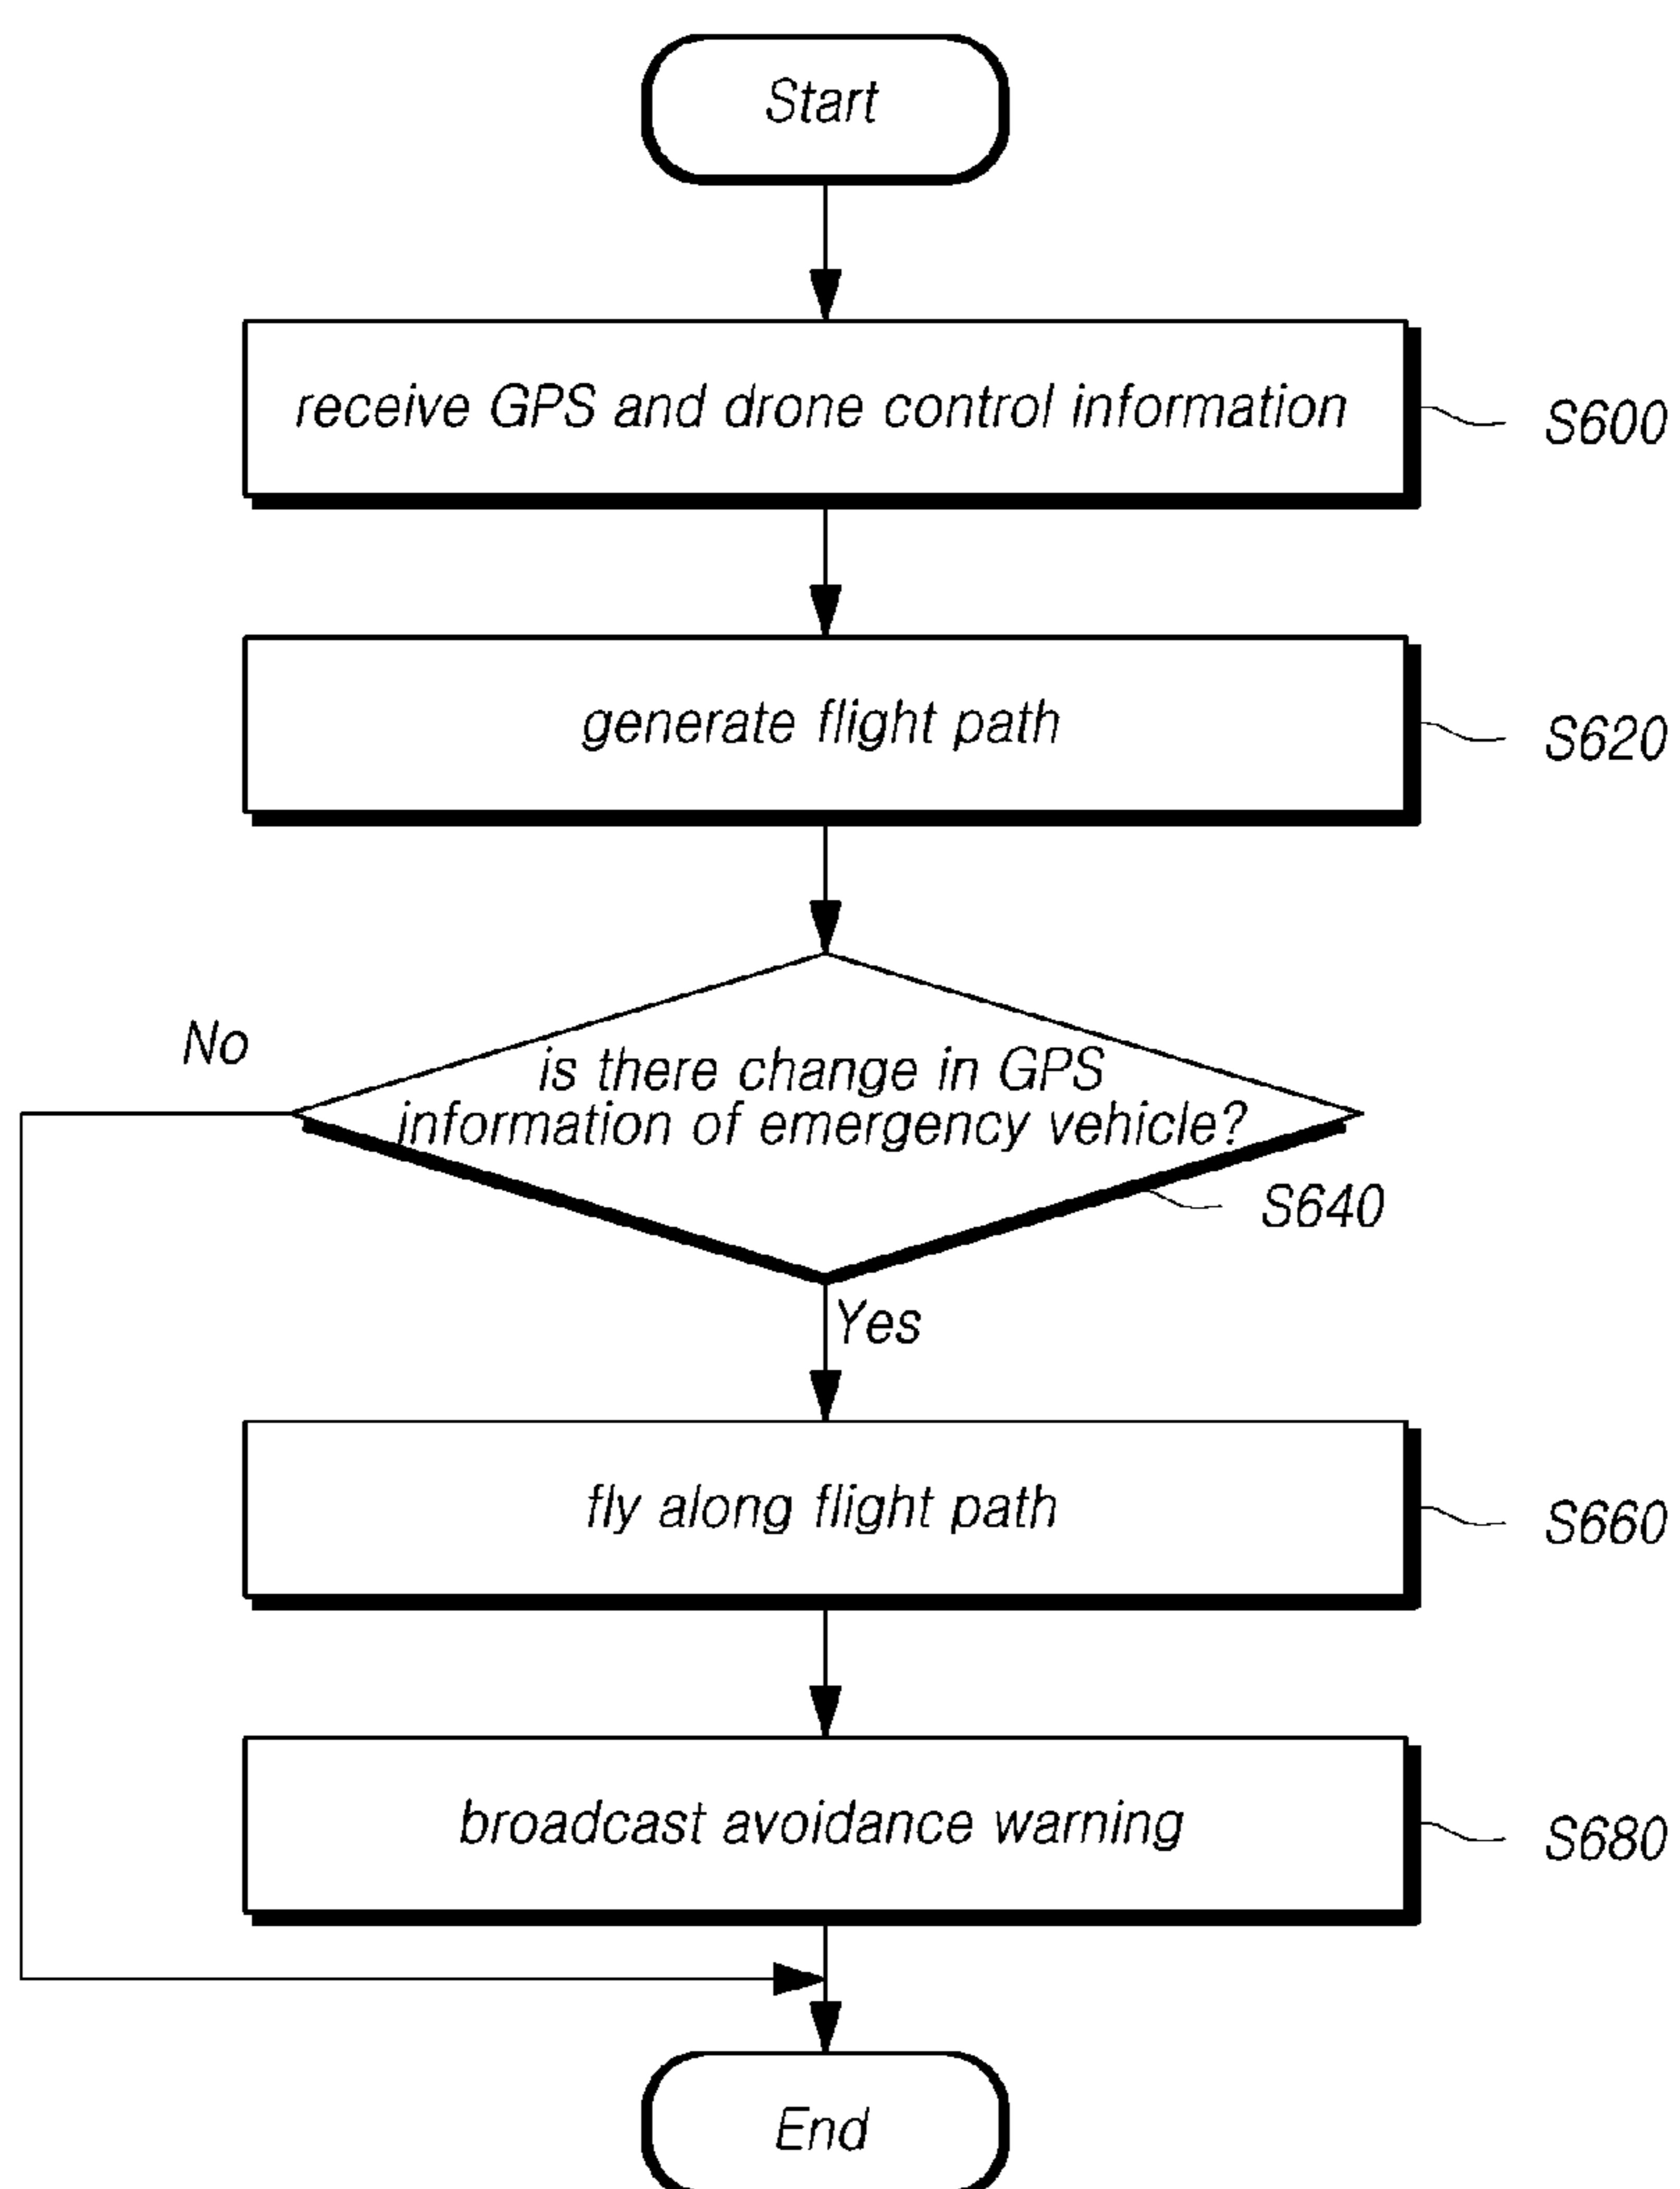 Start
receive GPS and drone control information
S600
generate flight path
S620
No
is there change in GPS
information of emergency vehicle?
S640
Yes
fly along flight path
S660
broadcast avoidance warning
S680
End